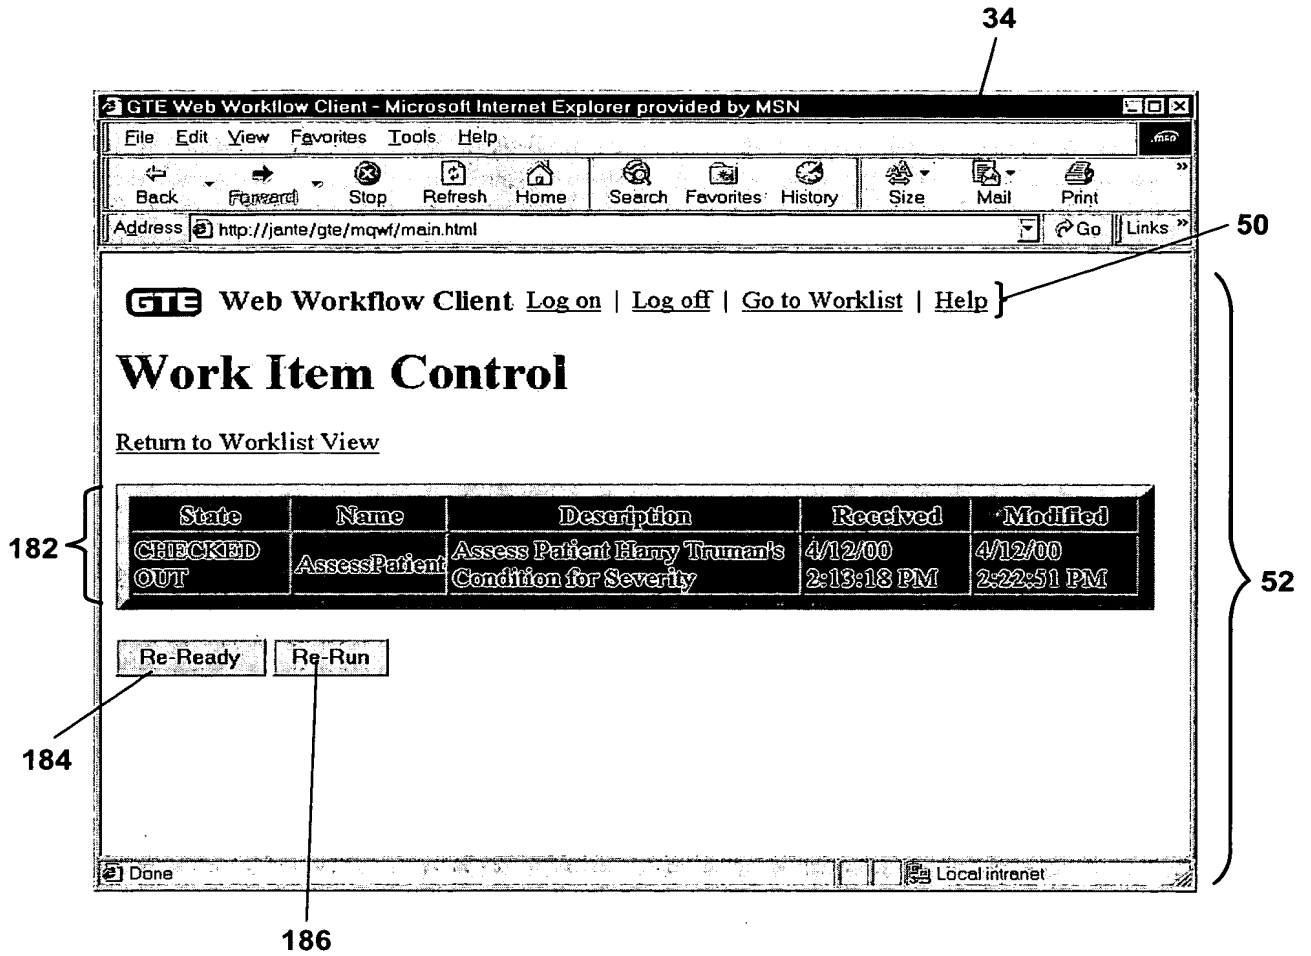 34
GTE Web Workflow Client - Microsoft Internet Explorer provided by MSN
File Edit View Favorites Tools Help
Back Forward Stop Refresh Home Search Favorites History Size Mail Print »
Address http://jante/gte/mqwf/main.html Go Links »
50
GTE Web Workflow Client Log on | Log off | Go to Worklist | Help
Work Item Control
Return to Worklist View
State Name Description Received Modified
CHECKED OUT AssessPatient Assess Patient Harry Truman's Condition for Severity 4/12/00 2:13:18 PM 4/12/00 2:22:51 PM
182
52
Re-Ready Re-Run
184
Done Local intranet
186